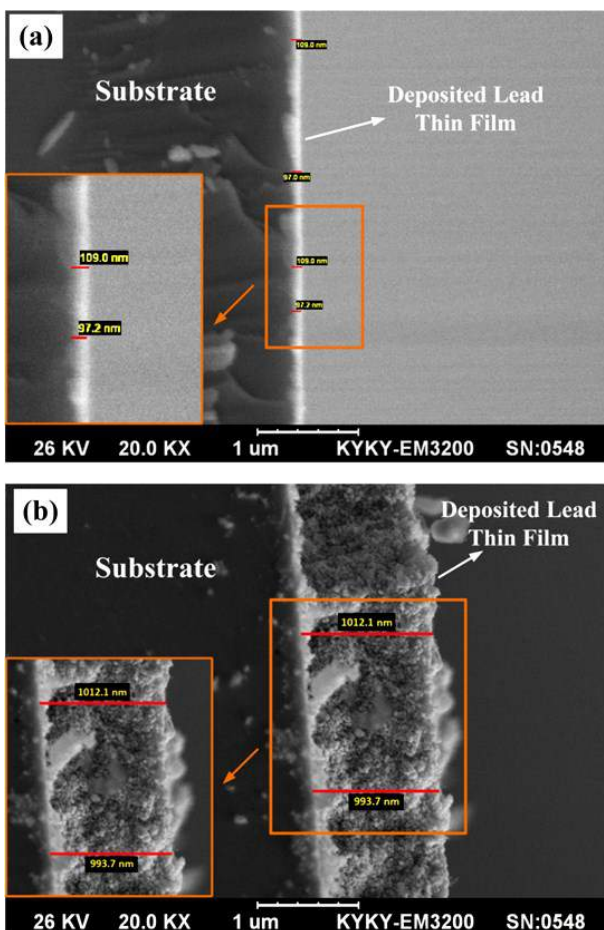 (a)
109.0 nm
Substrate
Deposited Lead
Thin Film
97.0 nm
109.0 nm
109.0 nm
97.2 nm
97.2 nm
26 KV 20.0 KX 1 um KYKY-EM3200 SN:0548
(b)
Deposited Lead
Thin Film
Substrate
1012.1 nm
1012.1 nm
993.7 nm
993.7 nm
26 KV 20.0 KX 1 um KYKY-EM3200 SN:0548